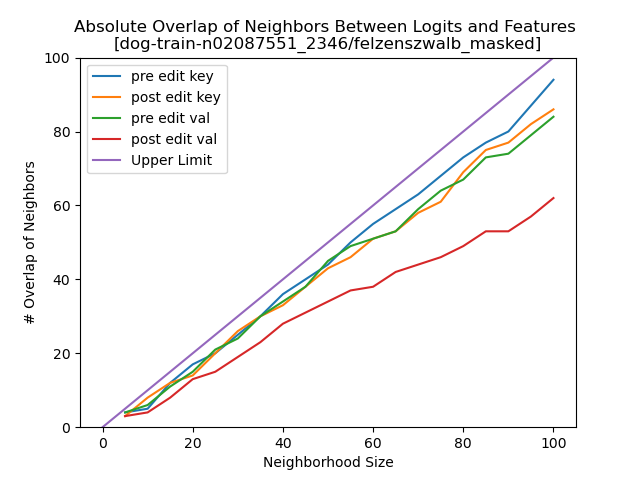 Absolute Overlap of Neighbors Between Logits and Features
[dog-train-n02087551_2346/felzenszwalb_masked]
pre edit key
post edit key
pre edit val
post edit val
Upper Limit
# Overlap of Neighbors
100
80
60
40
20
0
0 20 40 60 80 100
Neighborhood Size